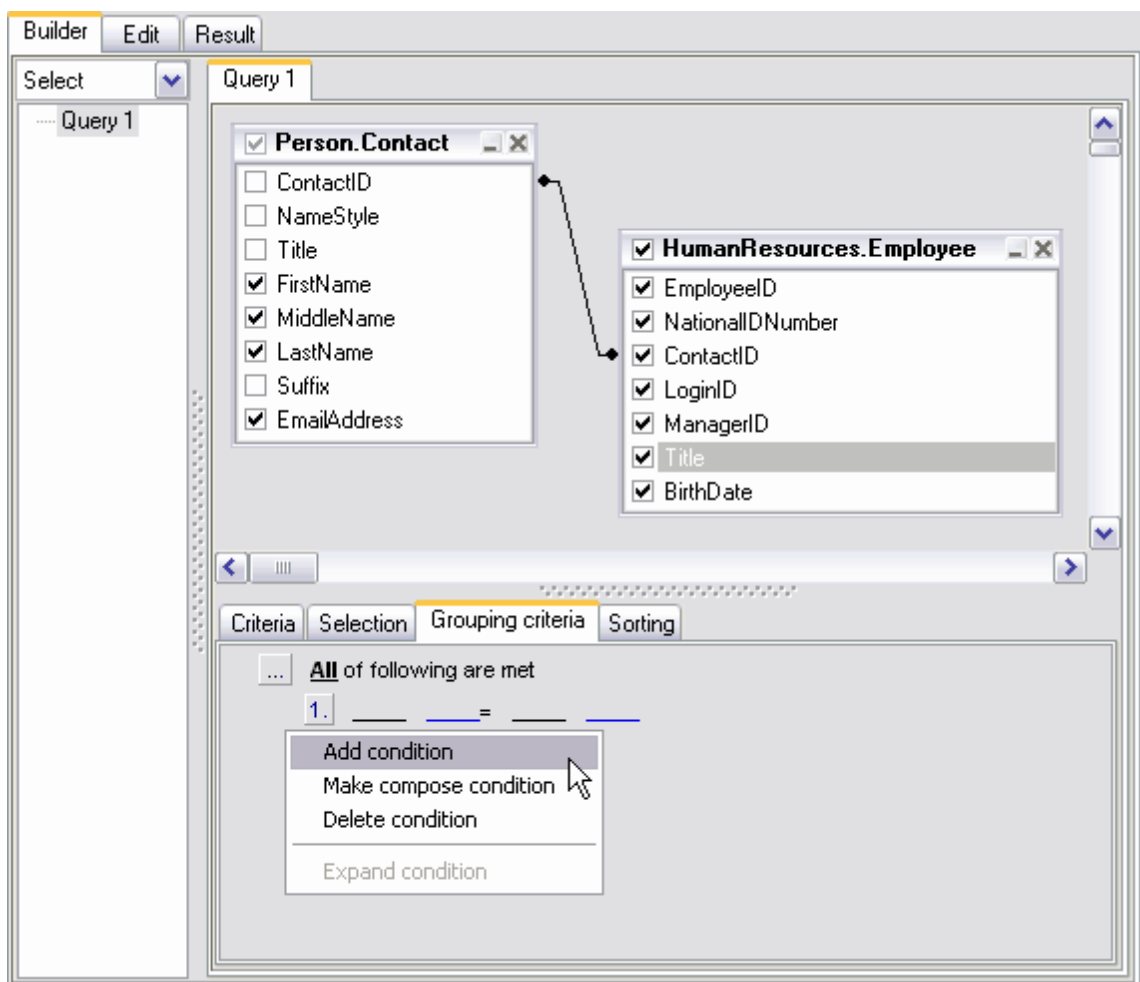 Builder Edit Result
Select Query 1
Query 1
Person.Contact
ContactID
NameStyle
Title
FirstName
MiddleName
LastName
Suffix
EmailAddress
HumanResources.Employee
EmployeeID
NationalIDNumber
ContactID
LoginID
ManagerID
Title
BirthDate
Criteria Selection Grouping criteria Sorting
... All of following are met
1. =
Add condition
Make compose condition
Delete condition
Expand condition